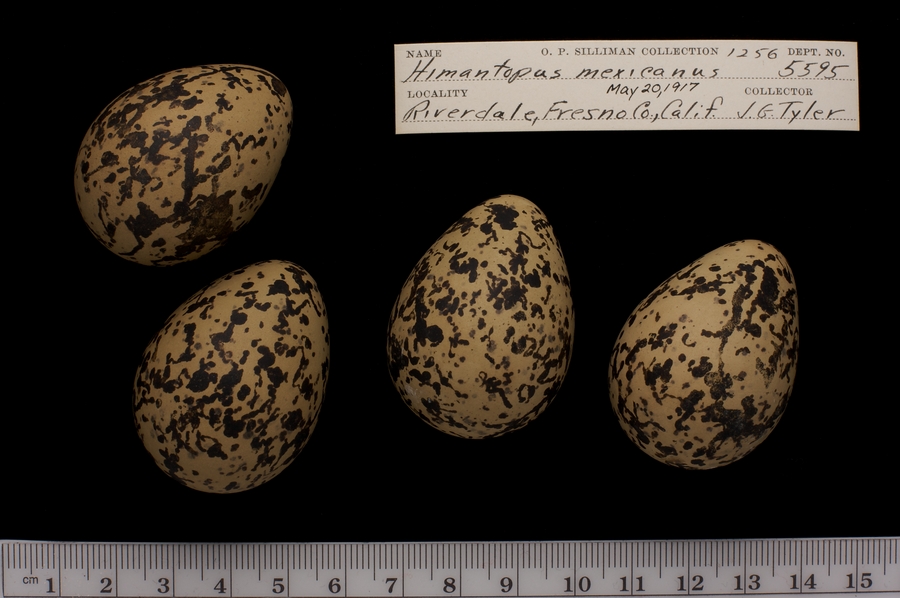 NAME O. P. SILLIMAN COLLECTION 1256 DEPT. NO.
Himantopus mexicanus 5595
LOCALITY May 20, 1917 COLLECTOR
Riverdale, Fresno Co., Calif. J. G. Tyler
cm 1 2 3 4 5 6 7 8 9 10 11 12 13 14 15